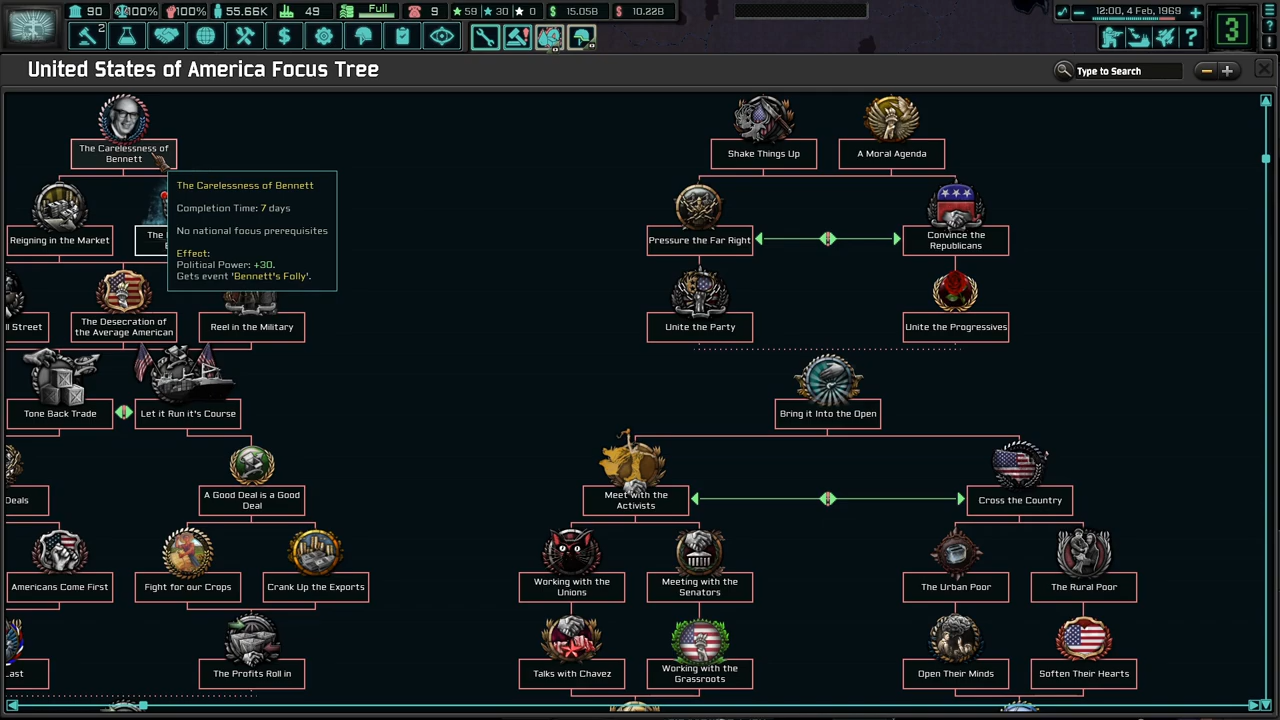 90
100%
100%
55.66K
49
Full
9
59
30
0
15.05B
10.22B
12:00, 4 Feb, 1969
3
2
United States of America Focus Tree
Type to Search
The Carelessness of
Bennett
Shake Things Up
A Moral Agenda
The Carelessness of Bennett
Completion Time: 7 days
No national focus prerequisites
Effect:
Political Power: +30.
Gets event 'Bennett's Folly'.
Reigning in the Market
The
Pressure the Far Right
Convince the
Republicans
ll Street
The Desecration of
the Average American
Reel in the Military
Unite the Party
Unite the Progressives
Tone Back Trade
Let it Run it's Course
Bring it Into the Open
Deals
A Good Deal is a Good
Deal
Meet with the
Activists
Cross the Country
Americans Come First
Fight for our Crops
Crank Up the Exports
Working with the
Unions
Meeting with the
Senators
The Urban Poor
The Rural Poor
Last
The Profits Roll in
Talks with Chavez
Working with the
Grassroots
Open Their Minds
Soften Their Hearts